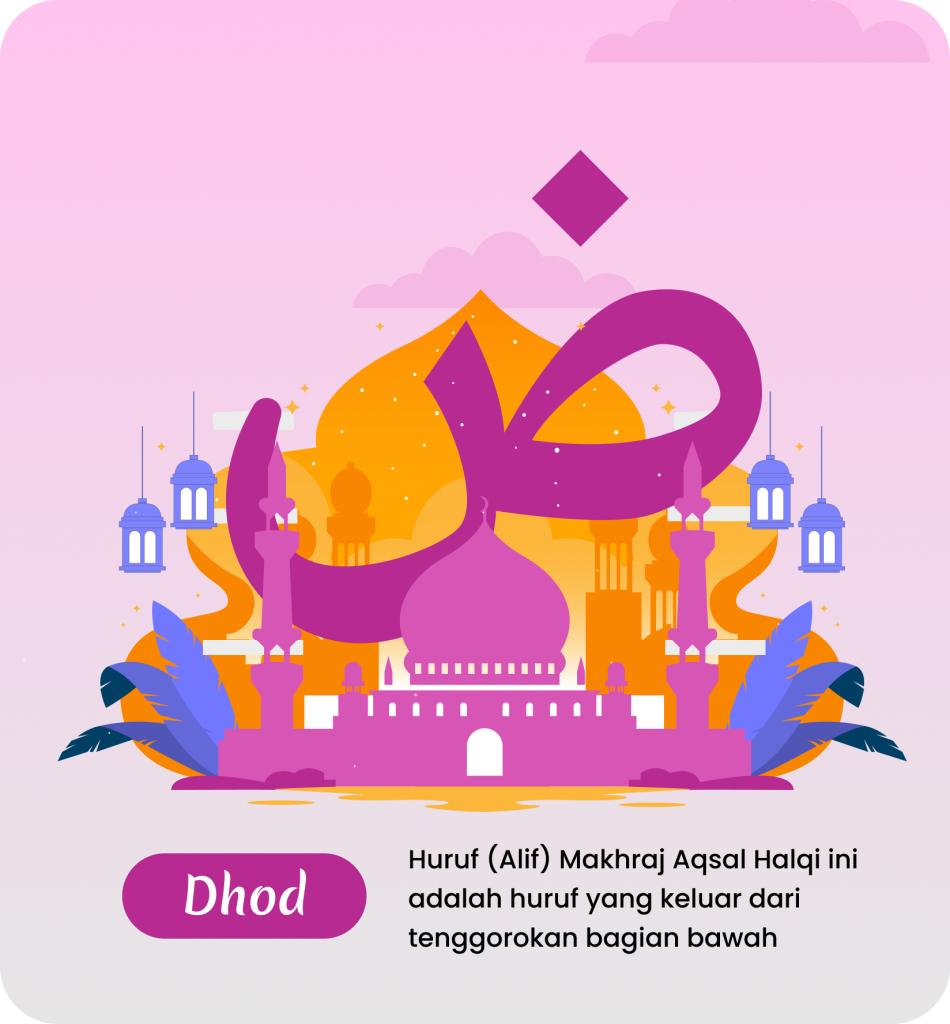 ض
Dhod
Huruf (Alif) Makhraj Aqsal Halqi ini
adalah huruf yang keluar dari
tenggorokan bagian bawah